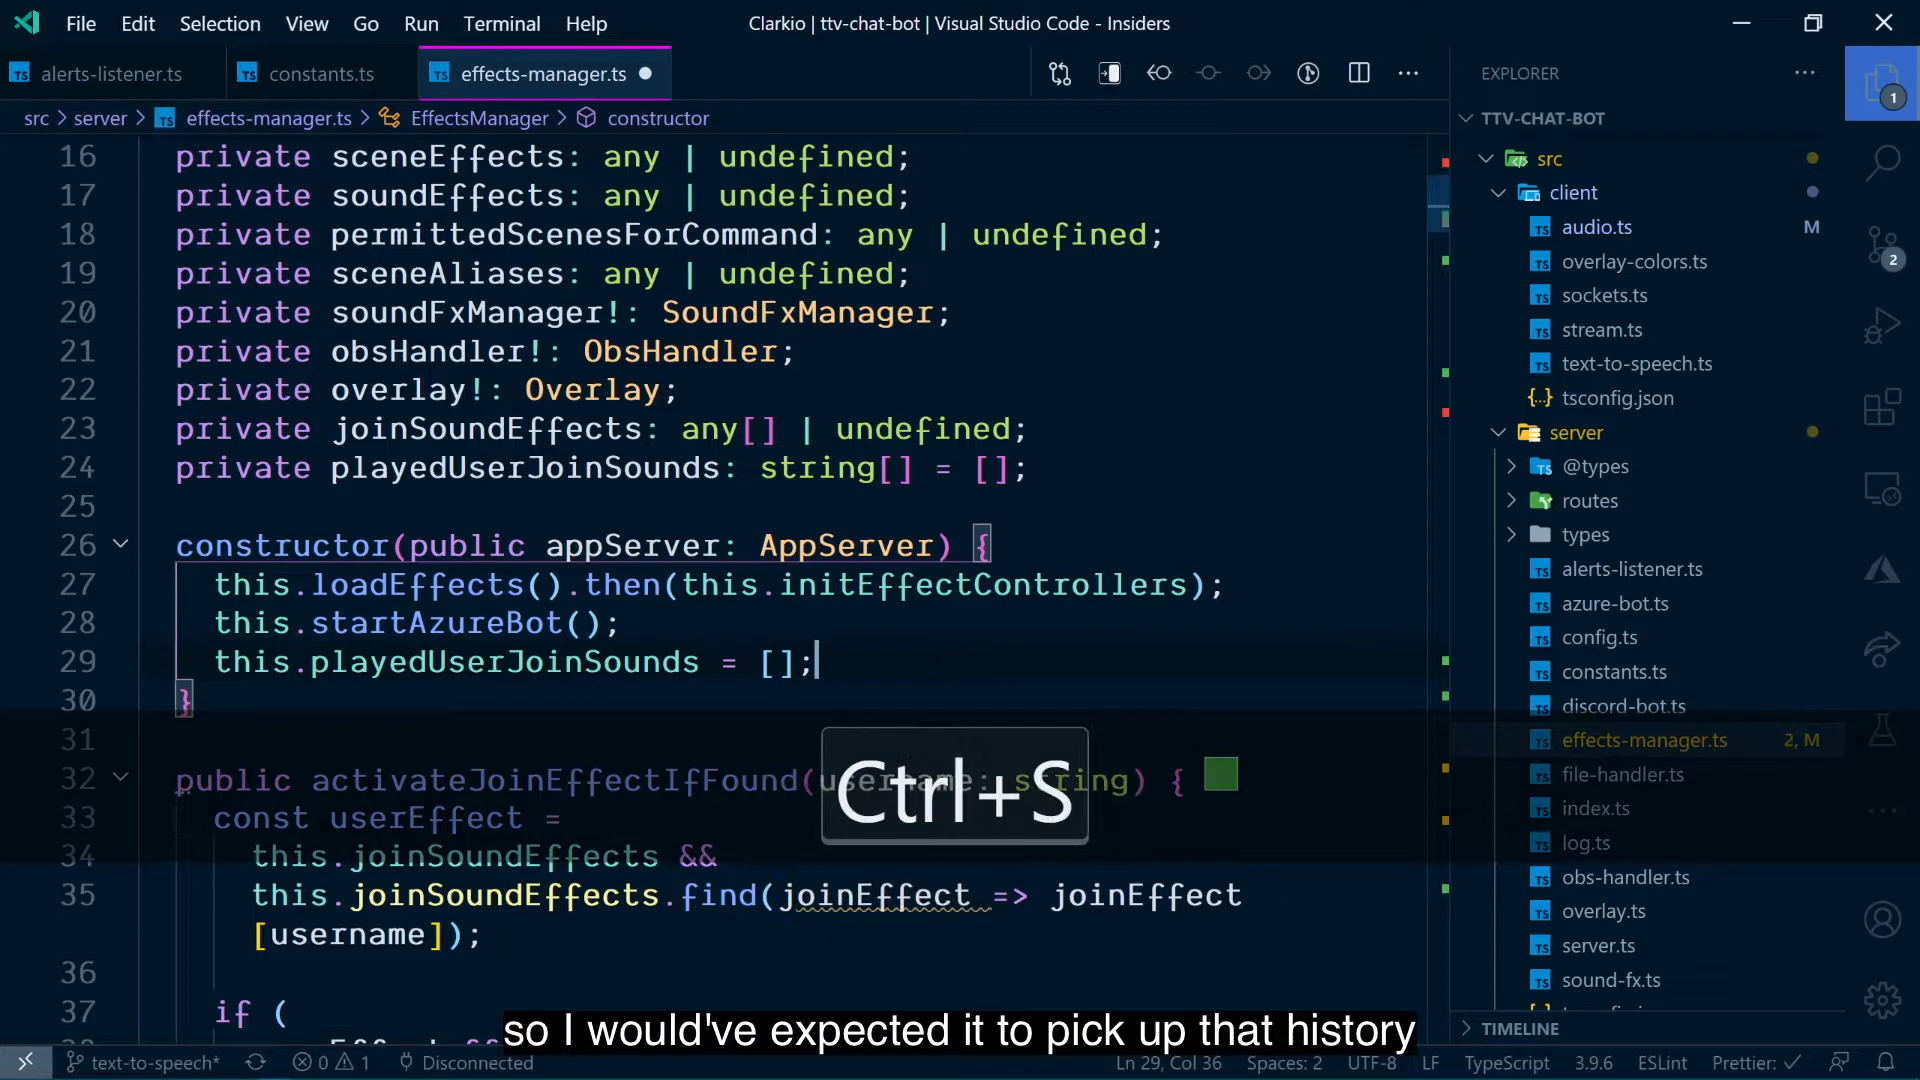 File Edit Selection View Go Run Terminal Help
Clarkio | ttv-chat-bot | Visual Studio Code - Insiders
alerts-listener.ts
constants.ts
effects-manager.ts
src > server > effects-manager.ts > EffectsManager > constructor
16 private sceneEffects: any | undefined;
17 private soundEffects: any | undefined;
18 private permittedScenesForCommand: any | undefined;
19 private sceneAliases: any | undefined;
20 private soundFxManager!: SoundFxManager;
21 private obsHandler!: ObsHandler;
22 private overlay!: Overlay;
23 private joinSoundEffects: any[] | undefined;
24 private playedUserJoinSounds: string[] = [];
25
26 constructor(public appServer: AppServer) {
27 this.loadEffects().then(this.initEffectControllers);
28 this.startAzureBot();
29 this.playedUserJoinSounds = [];
30 }
31
32 public activateJoinEffectIfFound(username: string) {
33 const userEffect =
34 this.joinSoundEffects &&
35 this.joinSoundEffects.find(joinEffect => joinEffect
[username]);
36
37 if (
Ctrl+S
so I would've expected it to pick up that history
EXPLORER
1
TTV-CHAT-BOT
src
client
audio.ts M
overlay-colors.ts
sockets.ts
2
stream.ts
text-to-speech.ts
tsconfig.json
server
@types
routes
types
alerts-listener.ts
azure-bot.ts
config.ts
constants.ts
discord-bot.ts
effects-manager.ts 2, M
file-handler.ts
index.ts
log.ts
obs-handler.ts
overlay.ts
server.ts
sound-fx.ts
TIMELINE
text-to-speech* 0 1 Disconnected
Ln 29, Col 36 Spaces: 2 UTF-8 LF TypeScript 3.9.6 ESLint Prettier: ✓